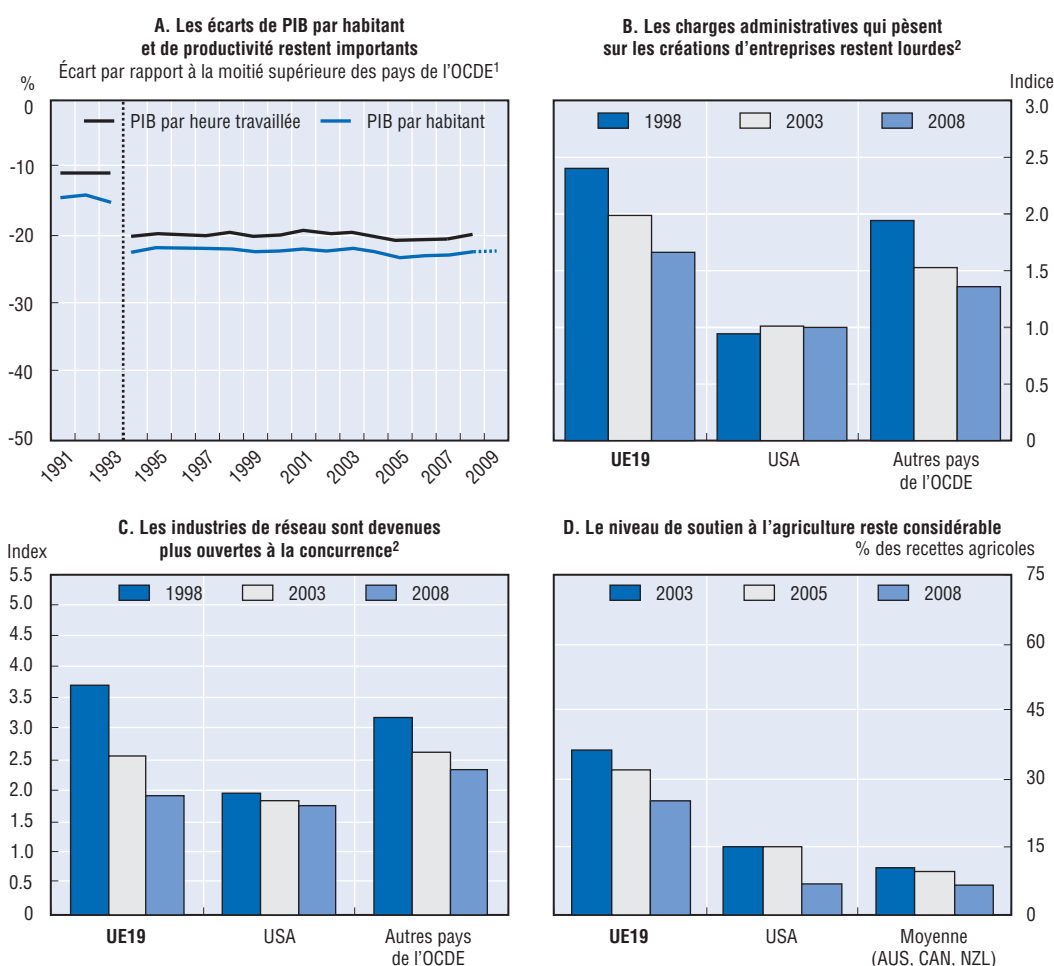 A. Les écarts de PIB par habitant
et de productivité restent importants
Écart par rapport à la moitié supérieure des pays de l'OCDE1
%
PIB par heure travaillée PIB par habitant
0
-10
-20
-30
-40
-50
1991 1993 1995 1997 1999 2001 2003 2005 2007 2009
B. Les charges administratives qui pèsent
sur les créations d'entreprises restent lourdes2
Indice
1998 2003 2008
3.0
2.5
2.0
1.5
1.0
0.5
0
UE19 USA Autres pays
de l'OCDE
C. Les industries de réseau sont devenues
plus ouvertes à la concurrence2
Index
1998 2003 2008
5.5
5.0
4.5
4.0
3.5
3.0
2.5
2.0
1.5
1.0
0.5
0
UE19 USA Autres pays
de l'OCDE
D. Le niveau de soutien à l'agriculture reste considérable
% des recettes agricoles
2003 2005 2008
75
60
45
30
15
0
UE19 USA Moyenne
(AUS, CAN, NZL)